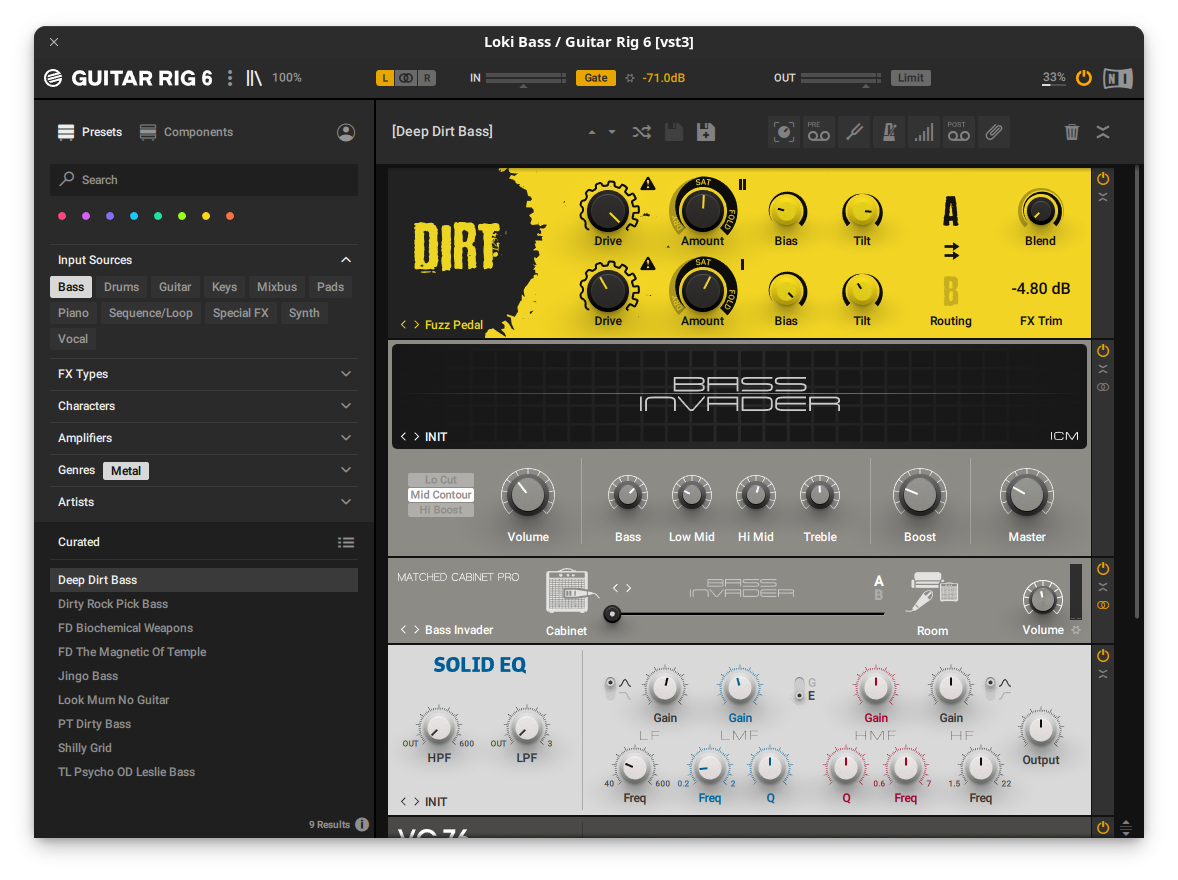 Loki Bass / Guitar Rig 6 [vst3]
GUITAR RIG 6 100% L R IN Gate -71.0dB OUT Limit 33% N I
Presets Components
[Deep Dirt Bass] PRE POST
Search
Input Sources
Bass Drums Guitar Keys Mixbus Pads
Piano Sequence/Loop Special FX Synth
Vocal
FX Types
Characters
Amplifiers
Genres Metal
Artists
Curated
Deep Dirt Bass
Dirty Rock Pick Bass
FD Biochemical Weapons
FD The Magnetic Of Temple
Jingo Bass
Look Mum No Guitar
PT Dirty Bass
Shilly Grid
TL Psycho OD Leslie Bass
9 Results
DIRT
SAT II
FOLD
A
Drive Amount Bias Tilt Blend
SAT I
FOLD
B -4.80 dB
Drive Amount Bias Tilt Routing FX Trim
Fuzz Pedal
BASS
INVADER
INIT ICM
Lo Cut
Mid Contour
Hi Boost
Volume Bass Low Mid Hi Mid Treble Boost Master
MATCHED CABINET PRO
BASS
INVADER
A
B
Bass Invader Cabinet Room Volume
SOLID EQ
G
E
Gain Gain Gain Gain
LF LMF HMF HF
OUT 600 OUT 3
HPF LPF Output
40 600 0.2 2 0.6 7 1.5 22
Freq Freq Q Q Freq Freq
INIT